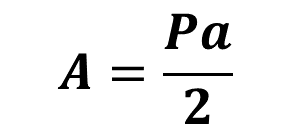 A = Pa/2